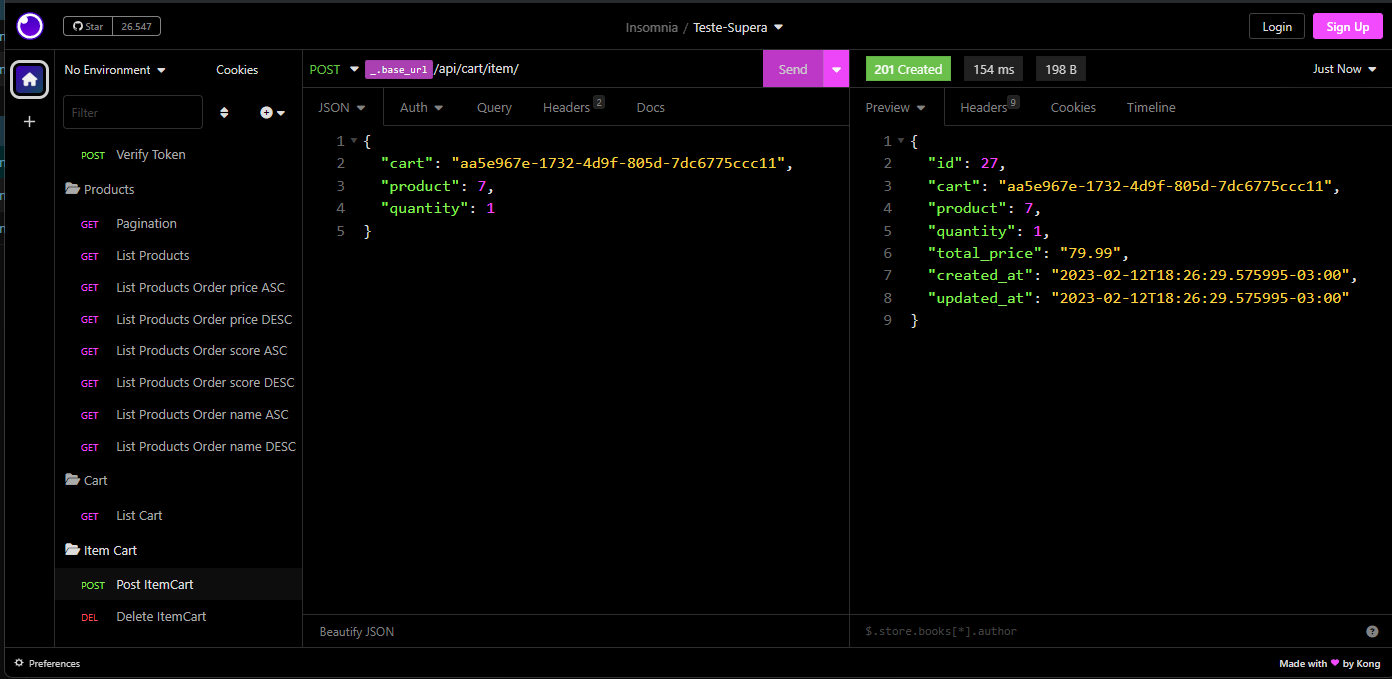 Star 26.547
Insomnia / Teste-Supera
Login Sign Up
No Environment Cookies
Filter
POST Verify Token
Products
GET Pagination
GET List Products
GET List Products Order price ASC
GET List Products Order price DESC
GET List Products Order score ASC
GET List Products Order score DESC
GET List Products Order name ASC
GET List Products Order name DESC
Cart
GET List Cart
Item Cart
POST Post ItemCart
DEL Delete ItemCart
POST _.base_url /api/cart/item/ Send
JSON Auth Query Headers 2 Docs
1 {
2 "cart": "aa5e967e-1732-4d9f-805d-7dc6775ccc11",
3 "product": 7,
4 "quantity": 1
5 }
Beautify JSON
201 Created 154 ms 198 B Just Now
Preview Headers 9 Cookies Timeline
1 {
2 "id": 27,
3 "cart": "aa5e967e-1732-4d9f-805d-7dc6775ccc11",
4 "product": 7,
5 "quantity": 1,
6 "total_price": "79.99",
7 "created_at": "2023-02-12T18:26:29.575995-03:00",
8 "updated_at": "2023-02-12T18:26:29.575995-03:00"
9 }
$.store.books[*].author ?
Preferences
Made with ♥ by Kong